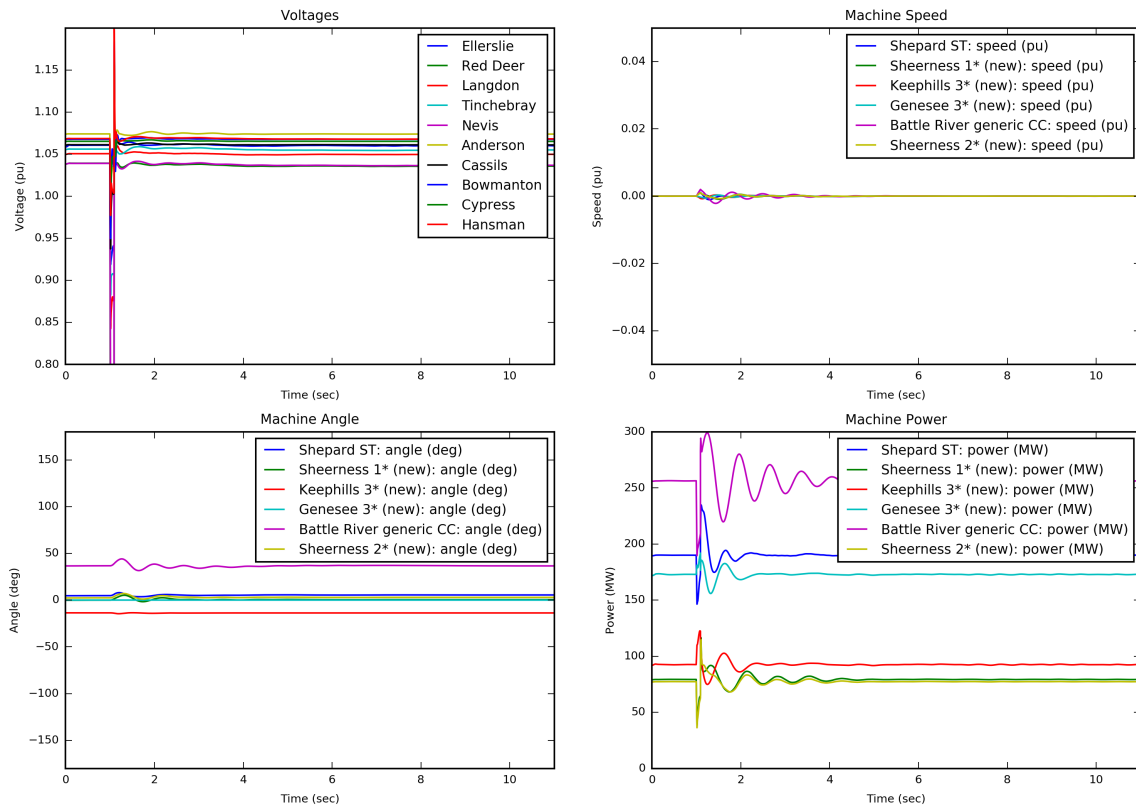 Voltages
1.15
1.10
1.05
1.00
0.95
0.90
0.85
0.80
Voltage (pu)
0
2
4
6
8
10
Time (sec)
Ellerslie
Red Deer
Langdon
Tinchebray
Nevis
Anderson
Cassils
Bowmanton
Cypress
Hansman
Machine Speed
0.04
0.02
0.00
−0.02
−0.04
Speed (pu)
0
2
4
6
8
10
Time (sec)
Shepard ST: speed (pu)
Sheerness 1* (new): speed (pu)
Keephills 3* (new): speed (pu)
Genesee 3* (new): speed (pu)
Battle River generic CC: speed (pu)
Sheerness 2* (new): speed (pu)
Machine Angle
150
100
50
0
−50
−100
−150
Angle (deg)
0
2
4
6
8
10
Time (sec)
Shepard ST: angle (deg)
Sheerness 1* (new): angle (deg)
Keephills 3* (new): angle (deg)
Genesee 3* (new): angle (deg)
Battle River generic CC: angle (deg)
Sheerness 2* (new): angle (deg)
Machine Power
300
250
200
150
100
50
0
Power (MW)
0
2
4
6
8
10
Time (sec)
Shepard ST: power (MW)
Sheerness 1* (new): power (MW)
Keephills 3* (new): power (MW)
Genesee 3* (new): power (MW)
Battle River generic CC: power (MW)
Sheerness 2* (new): power (MW)